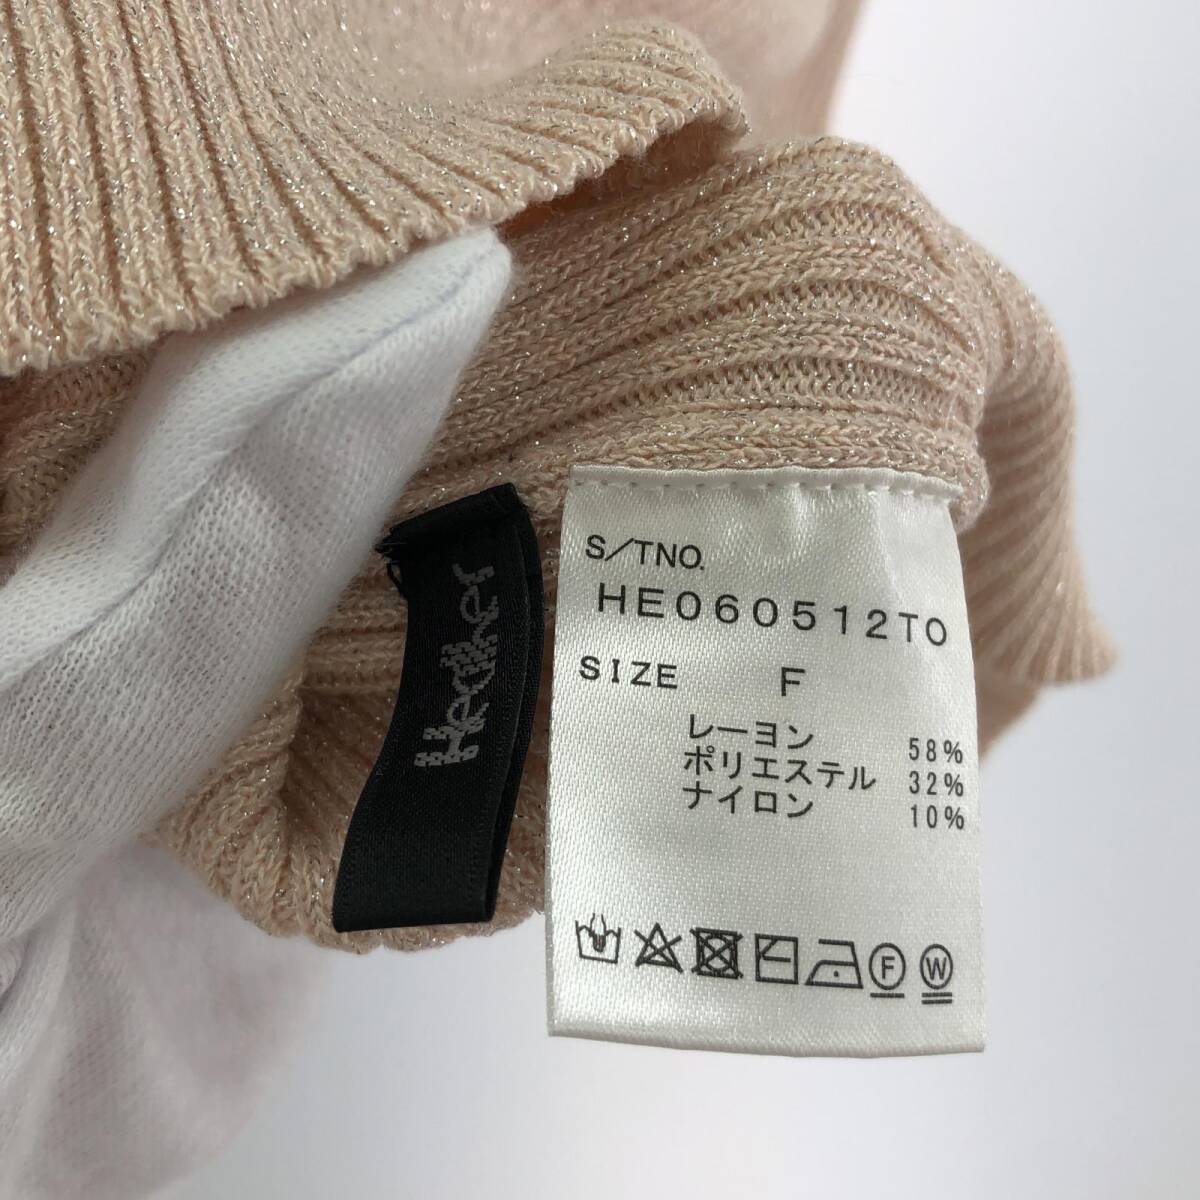 Heather
S/TNO.
HE060512TO
SIZE F
レーヨン 58%
ポリエステル 32%
ナイロン 10%
F W